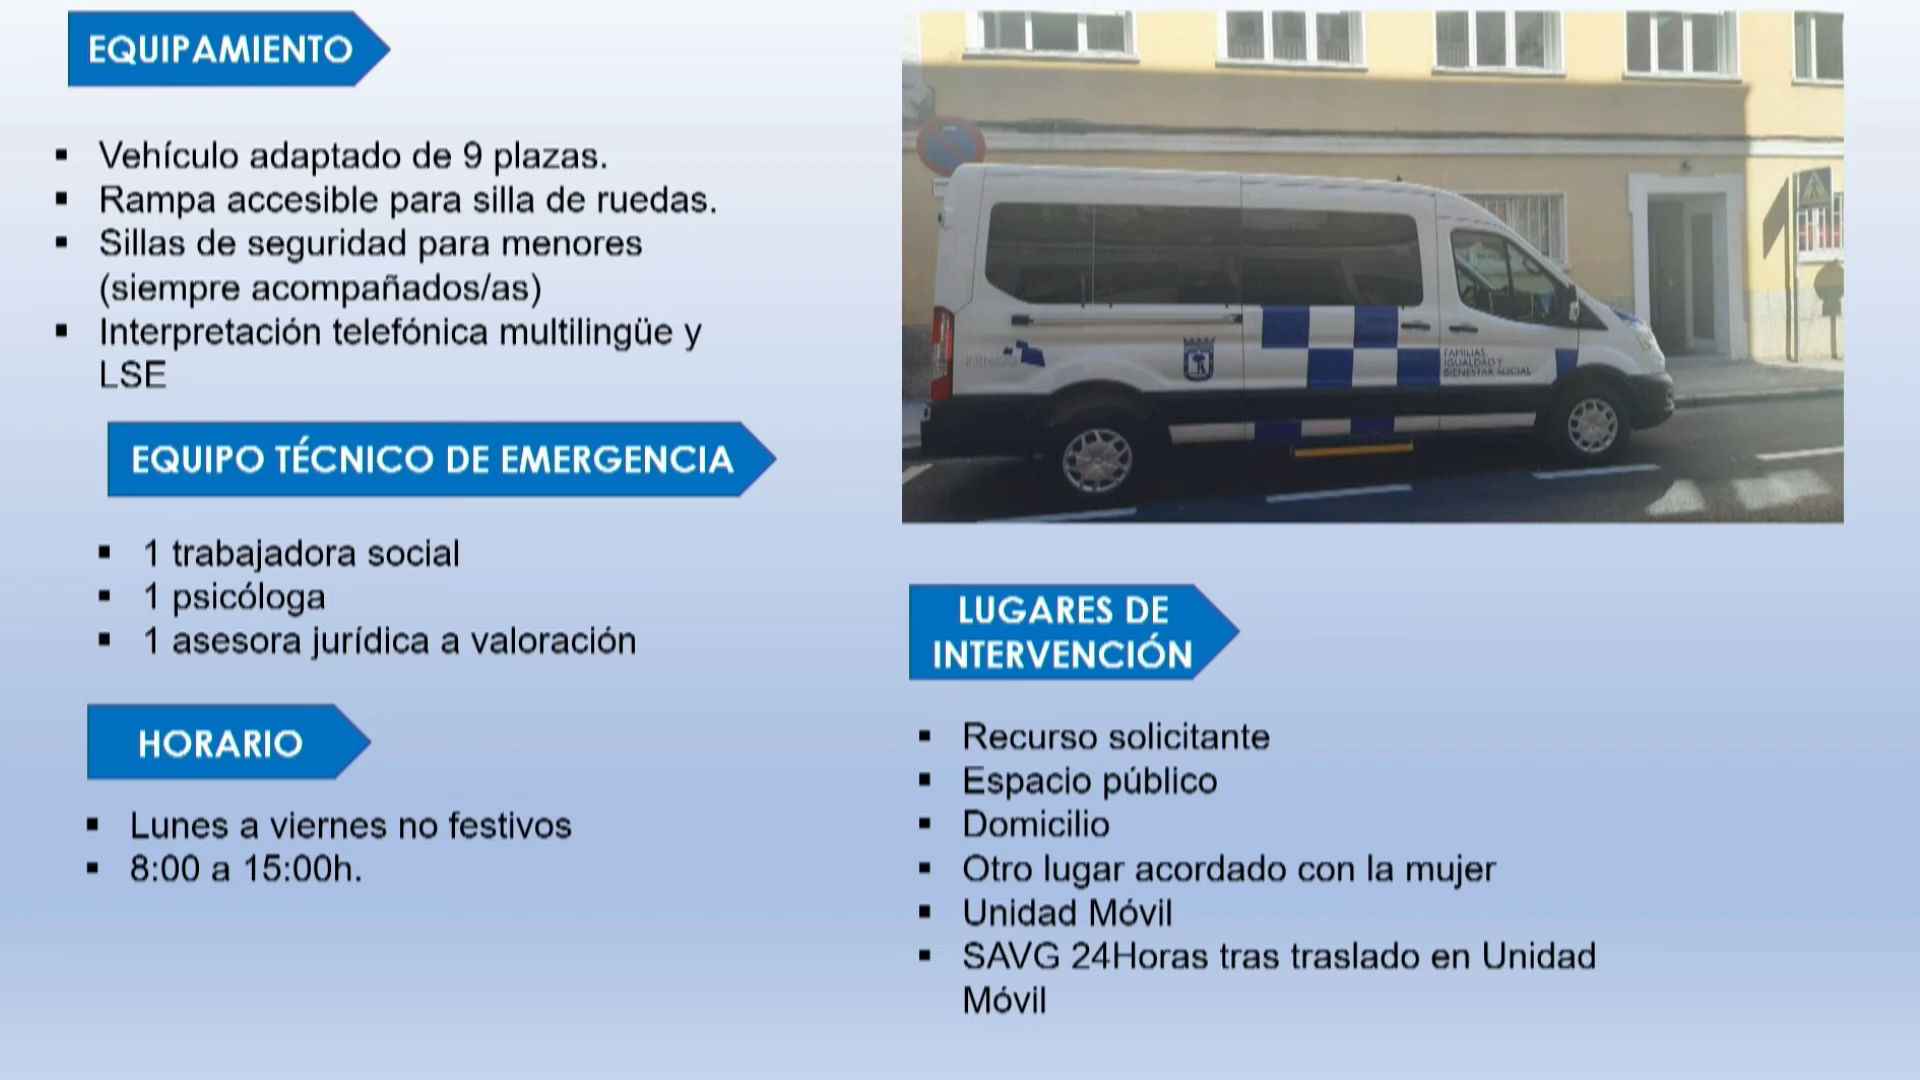 EQUIPAMIENTO
▪ Vehículo adaptado de 9 plazas.
▪ Rampa accesible para silla de ruedas.
▪ Sillas de seguridad para menores
(siempre acompañados/as)
▪ Interpretación telefónica multilingüe y
LSE
EQUIPO TÉCNICO DE EMERGENCIA
▪ 1 trabajadora social
▪ 1 psicóloga
▪ 1 asesora jurídica a valoración
HORARIO
▪ Lunes a viernes no festivos
▪ 8:00 a 15:00h.
FAMILIAS,
IGUALDAD Y
BIENESTAR SOCIAL
LUGARES DE
INTERVENCIÓN
▪ Recurso solicitante
▪ Espacio público
▪ Domicilio
▪ Otro lugar acordado con la mujer
▪ Unidad Móvil
▪ SAVG 24Horas tras traslado en Unidad
Móvil